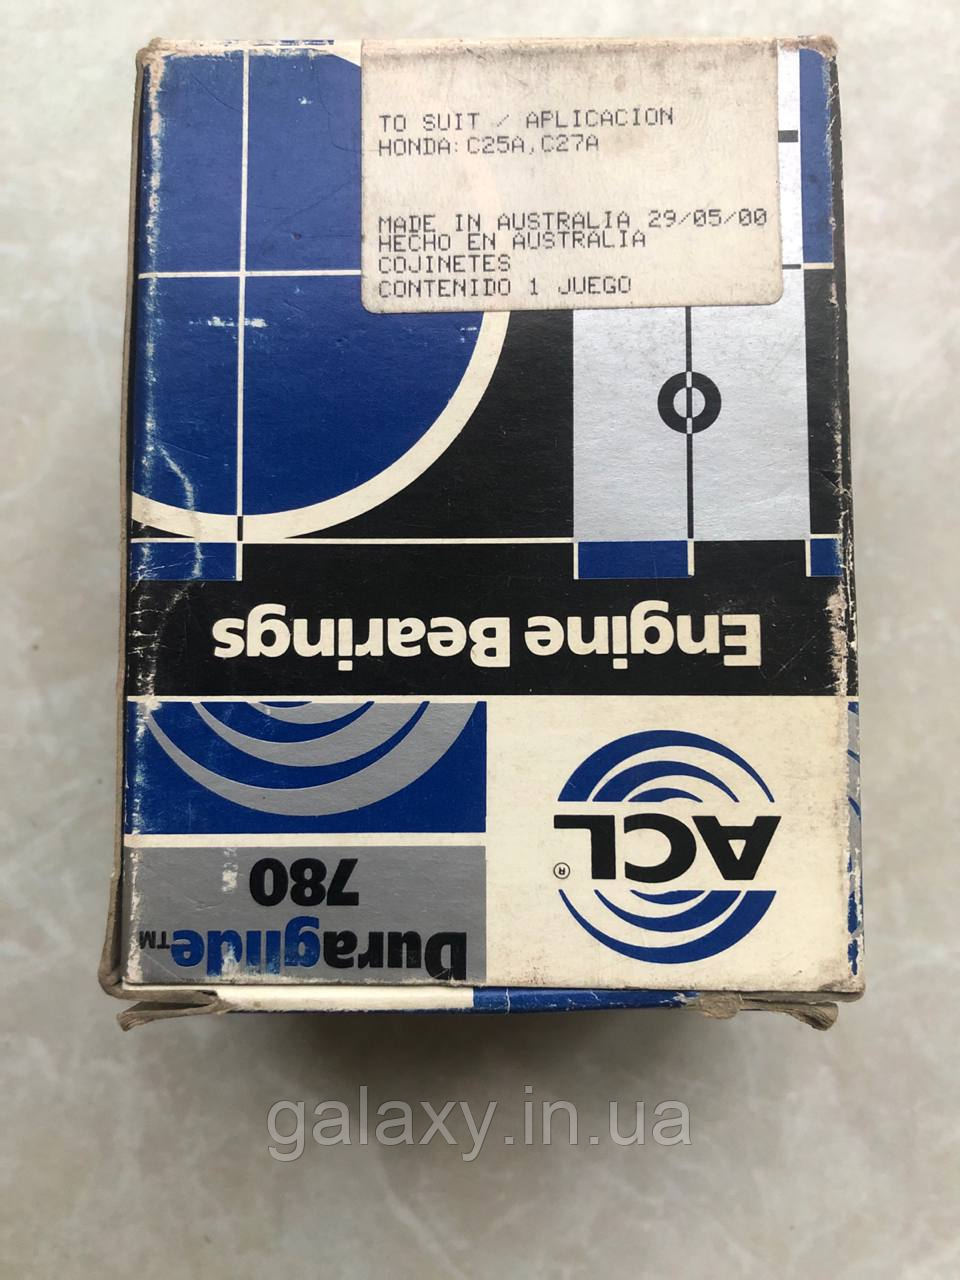 TO SUIT / APLICACION
HONDA: C25A, C27A
MADE IN AUSTRALIA 29/05/00
HECHO EN AUSTRALIA
COJINETES
CONTENIDO 1 JUEGO
Engine Bearings
ACL®
780
Duraglide™
galaxy.in.ua